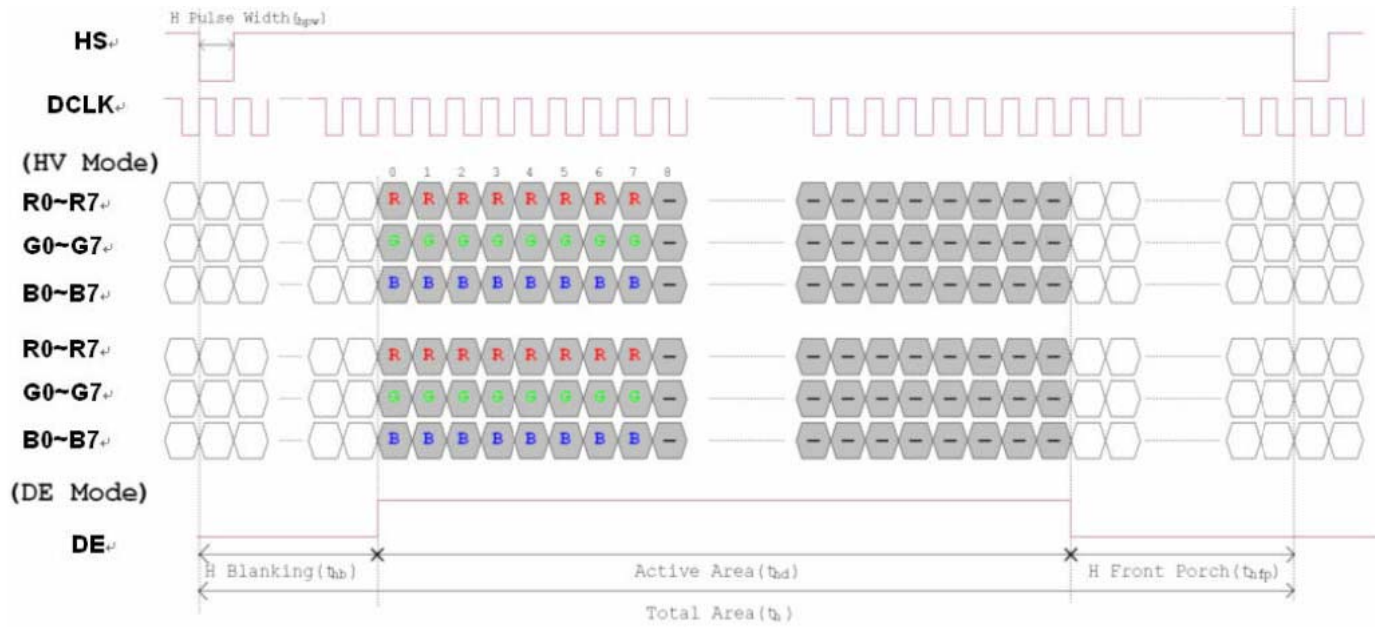 H Pulse Width(thpw)
HS
DCLK
(HV Mode)
0 1 2 3 4 5 6 7 8
R0~R7 R R R R R R R R
G0~G7 G G G G G G G G
B0~B7 B B B B B B B B
R0~R7 R R R R R R R R
G0~G7 G G G G G G G G
B0~B7 B B B B B B B B
(DE Mode)
DE
H Blanking(thb) Active Area(thd) H Front Porch(thfp)
Total Area(th)